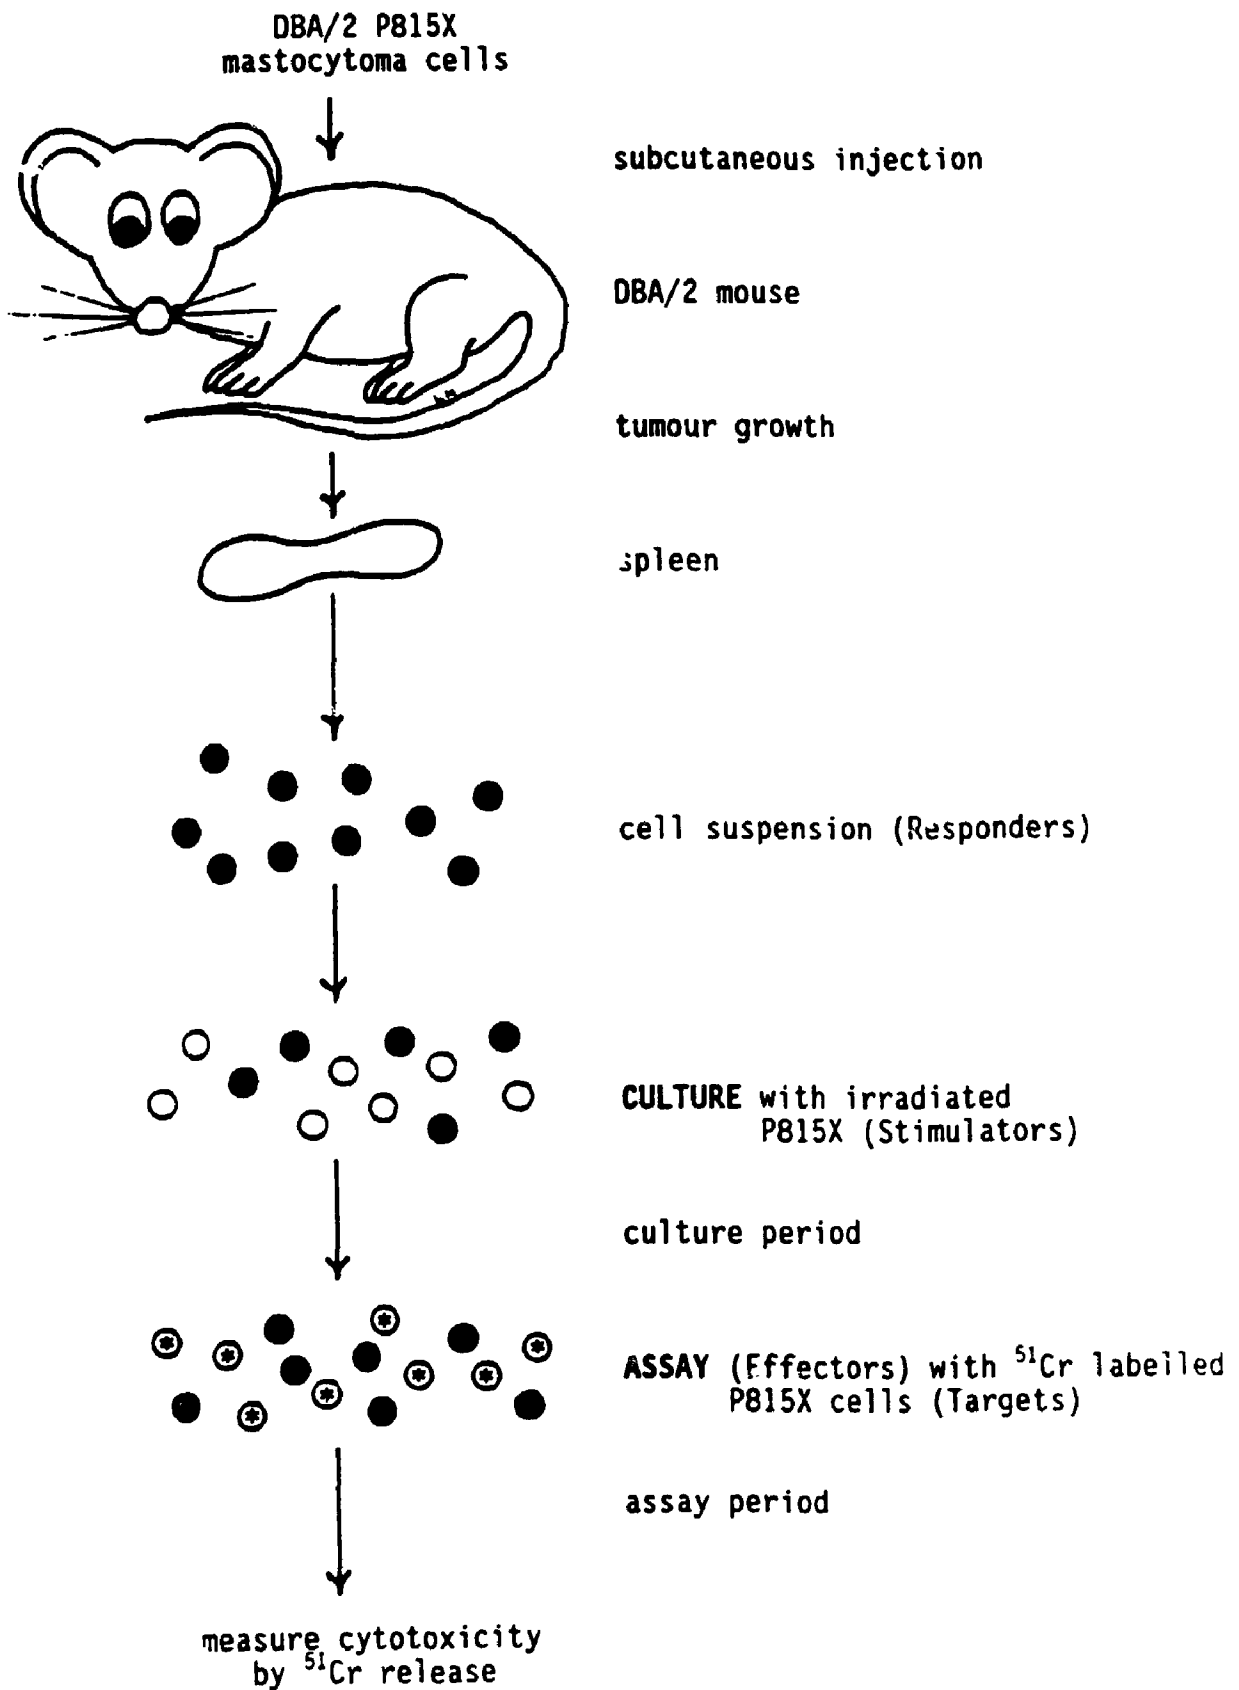 DBA/2 P815X
mastocytoma cells
subcutaneous injection
DBA/2 mouse
tumour growth
spleen
cell suspension (Responders)
CULTURE with irradiated
P815X (Stimulators)
culture period
ASSAY (Effectors) with ⁵¹Cr labelled
P815X cells (Targets)
assay period
measure cytotoxicity
by ⁵¹Cr release